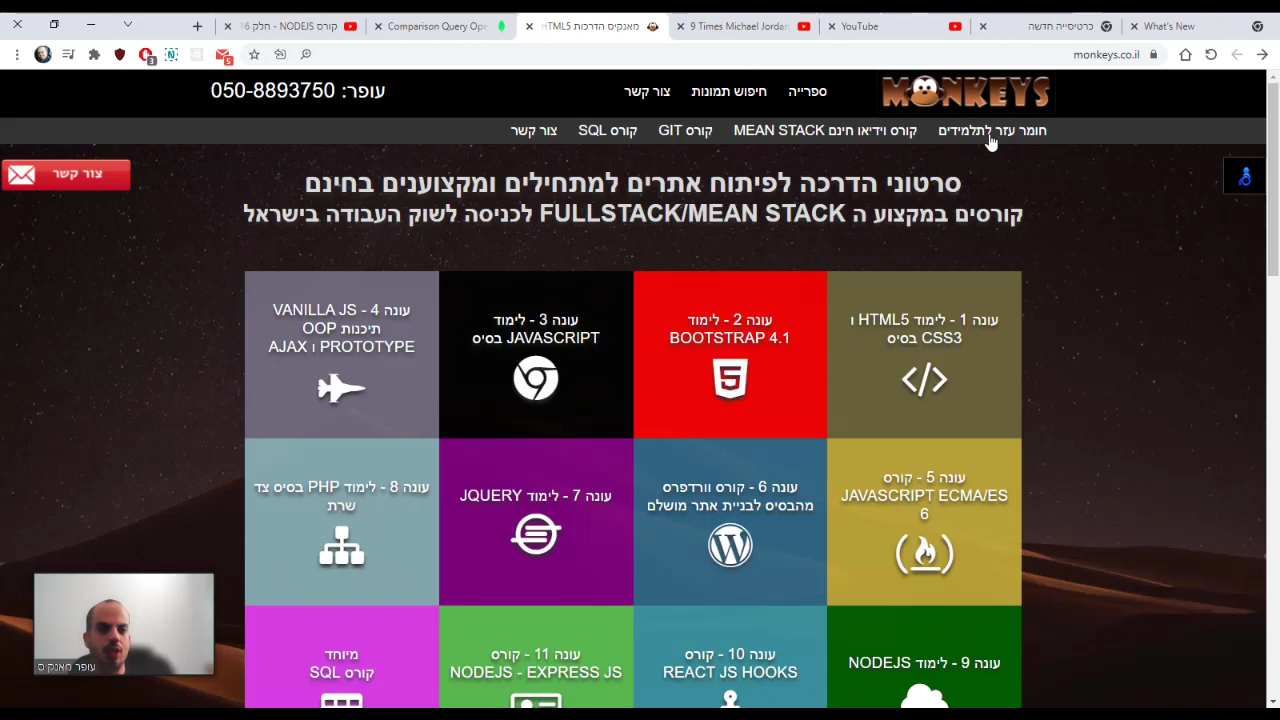 What's New
כרטיסייה חדשה
YouTube
9 Times Michael Jordan
מאנקיס הדרכות HTML5
Comparison Query Ope
קורס NODEJS - חלק 16
monkeys.co.il
3
5
MONKEYS
ספרייה
חיפוש תמונות
צור קשר
עופר: 050-8893750
חומר עזר לתלמידים
קורס וידיאו חינם MEAN STACK
קורס GIT
קורס SQL
צור קשר
צור קשר
סרטוני הדרכה לפיתוח אתרים למתחילים ומקצוענים בחינם
קורסים במקצוע ה FULLSTACK/MEAN STACK לכניסה לשוק העבודה בישראל
עונה 1 - לימוד HTML5 ו
CSS3 בסיס
עונה 2 - לימוד
BOOTSTRAP 4.1
עונה 3 - לימוד
JAVASCRIPT בסיס
עונה 4 - VANILLA JS
תיכנות OOP
PROTOTYPE ו AJAX
עונה 5 - קורס
JAVASCRIPT ECMA/ES
6
עונה 6 - קורס וורדפרס
מהבסיס לבניית אתר מושלם
עונה 7 - לימוד JQUERY
עונה 8 - לימוד PHP בסיס צד
שרת
עונה 9 - לימוד NODEJS
עונה 10 - קורס
REACT JS HOOKS
עונה 11 - קורס
NODEJS - EXPRESS JS
מיוחד
קורס SQL
עופר מאנקיס